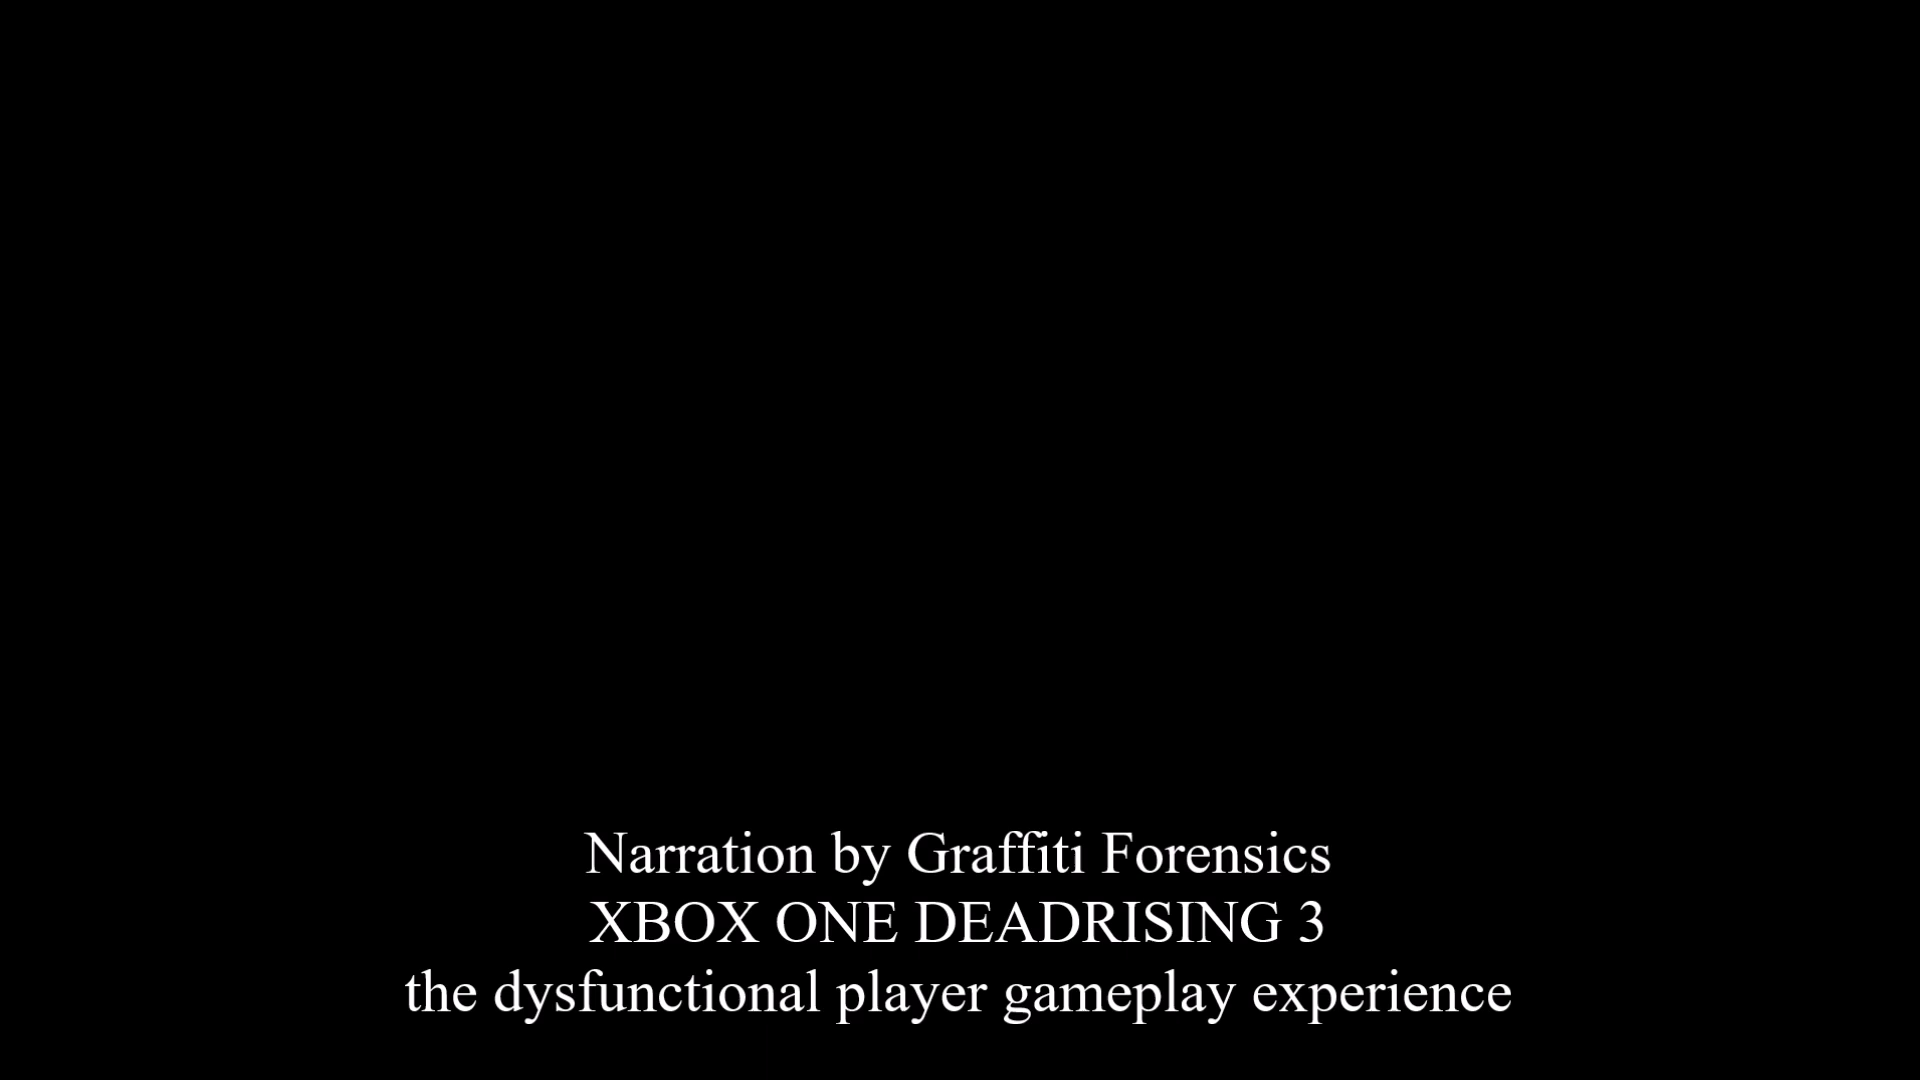 Narration by Graffiti Forensics
XBOX ONE DEADRISING 3
the dysfunctional player gameplay experience